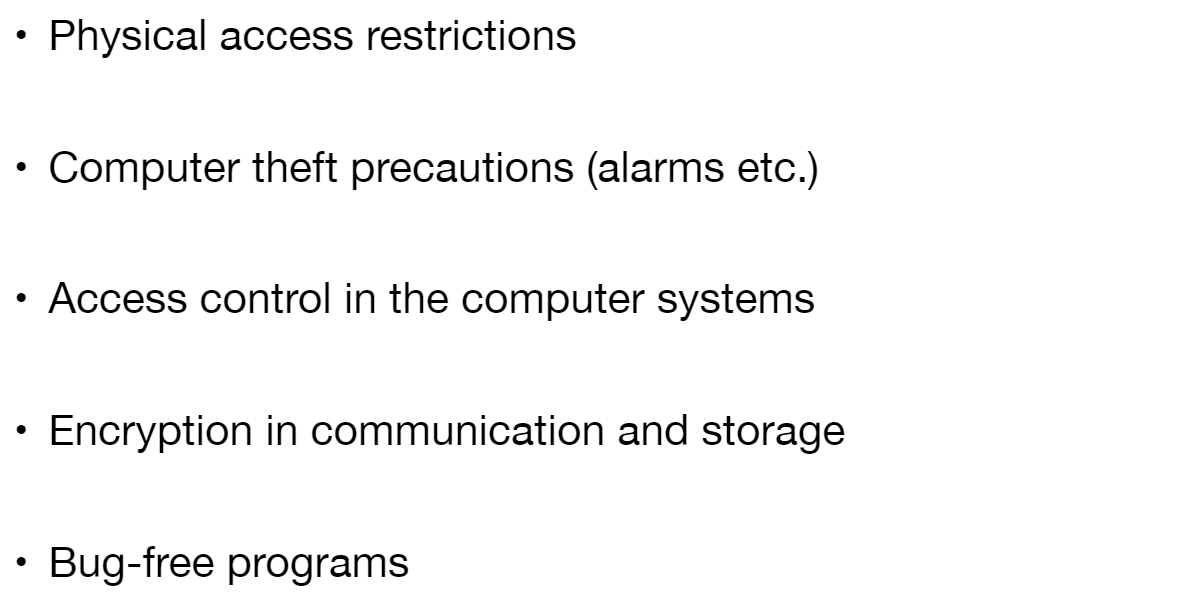 • Physical access restrictions
• Computer theft precautions (alarms etc.)
• Access control in the computer systems
• Encryption in communication and storage
• Bug-free programs